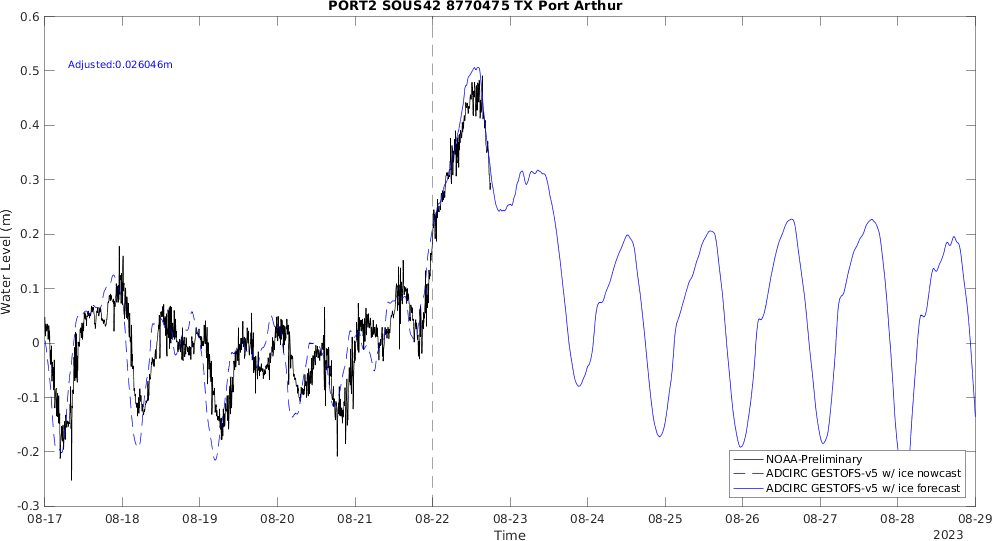 PORT2 SOUS42 8770475 TX Port Arthur
0.6
0.5
0.4
0.3
0.2
0.1
0
-0.1
-0.2
-0.3
Water Level (m)
Adjusted:0.026046m
NOAA-Preliminary
ADCIRC GESTOFS-v5 w/ ice nowcast
ADCIRC GESTOFS-v5 w/ ice forecast
08-17 08-18 08-19 08-20 08-21 08-22 08-23 08-24 08-25 08-26 08-27 08-28 08-29
Time
2023